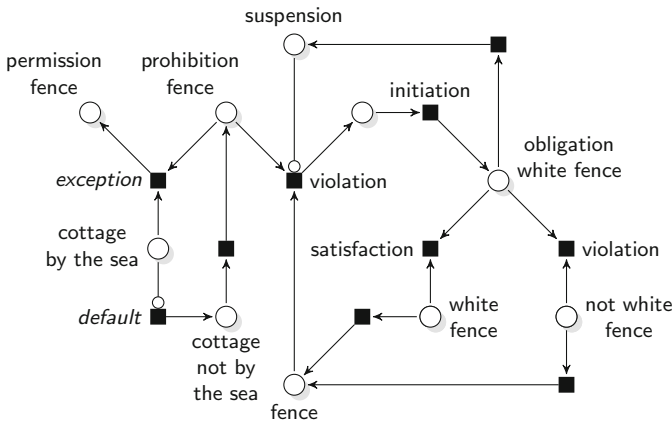 suspension
permission
fence
prohibition
fence
initiation
obligation
white fence
exception
violation
cottage
by the sea
satisfaction
violation
default
cottage
not by
the sea
white
fence
not white
fence
fence